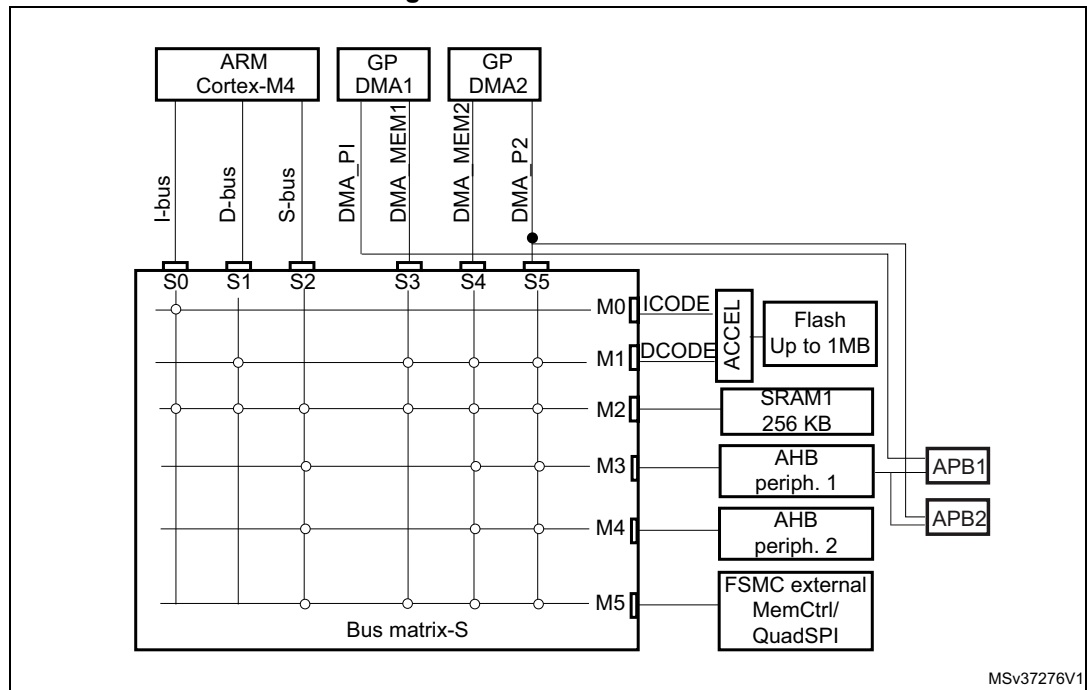 ARM
Cortex-M4
GP
DMA1
GP
DMA2
I-bus
D-bus
S-bus
DMA_PI
DMA_MEM1
DMA_MEM2
DMA_P2
S0 S1 S2 S3 S4 S5
M0 ICODE
M1 DCODE
ACCEL
Flash
Up to 1MB
M2
SRAM1
256 KB
M3
AHB
periph. 1
APB1
M4
AHB
periph. 2
APB2
M5
FSMC external
MemCtrl/
QuadSPI
Bus matrix-S
MSv37276V1